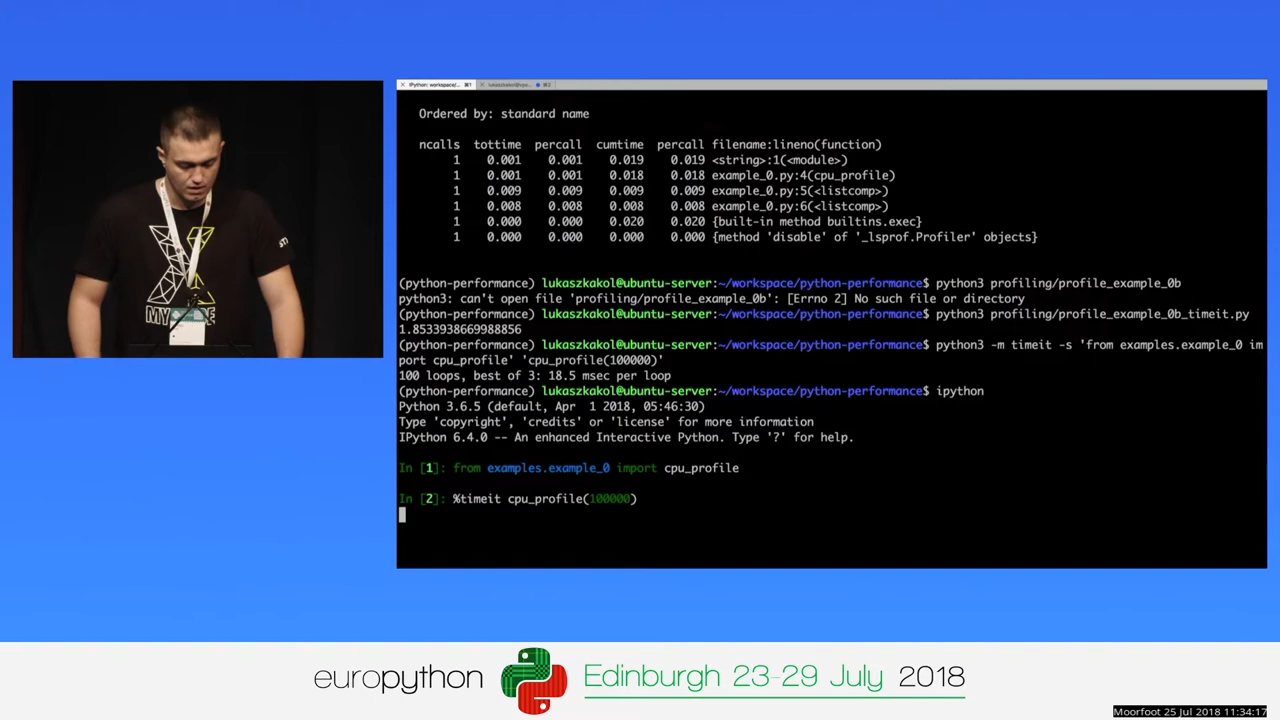 IPython: workspace/... ⌘1 lukaszkakol@vpo... ⌘2
Ordered by: standard name
ncalls tottime percall cumtime percall filename:lineno(function)
1 0.001 0.001 0.019 0.019 <string>:1(<module>)
1 0.001 0.001 0.018 0.018 example_0.py:4(cpu_profile)
1 0.009 0.009 0.009 0.009 example_0.py:5(<listcomp>)
1 0.008 0.008 0.008 0.008 example_0.py:6(<listcomp>)
1 0.000 0.000 0.020 0.020 {built-in method builtins.exec}
1 0.000 0.000 0.000 0.000 {method 'disable' of '_lsprof.Profiler' objects}
(python-performance) lukaszkakol@ubuntu-server:~/workspace/python-performance$ python3 profiling/profile_example_0b
python3: can't open file 'profiling/profile_example_0b': [Errno 2] No such file or directory
(python-performance) lukaszkakol@ubuntu-server:~/workspace/python-performance$ python3 profiling/profile_example_0b_timeit.py
1.8533938669988856
(python-performance) lukaszkakol@ubuntu-server:~/workspace/python-performance$ python3 -m timeit -s 'from examples.example_0 im
port cpu_profile' 'cpu_profile(100000)'
100 loops, best of 3: 18.5 msec per loop
(python-performance) lukaszkakol@ubuntu-server:~/workspace/python-performance$ ipython
Python 3.6.5 (default, Apr  1 2018, 05:46:30)
Type 'copyright', 'credits' or 'license' for more information
IPython 6.4.0 -- An enhanced Interactive Python. Type '?' for help.
In [1]: from examples.example_0 import cpu_profile
In [2]: %timeit cpu_profile(100000)
europython Edinburgh 23-29 July 2018
Moorfoot 25 Jul 2018 11:34:17